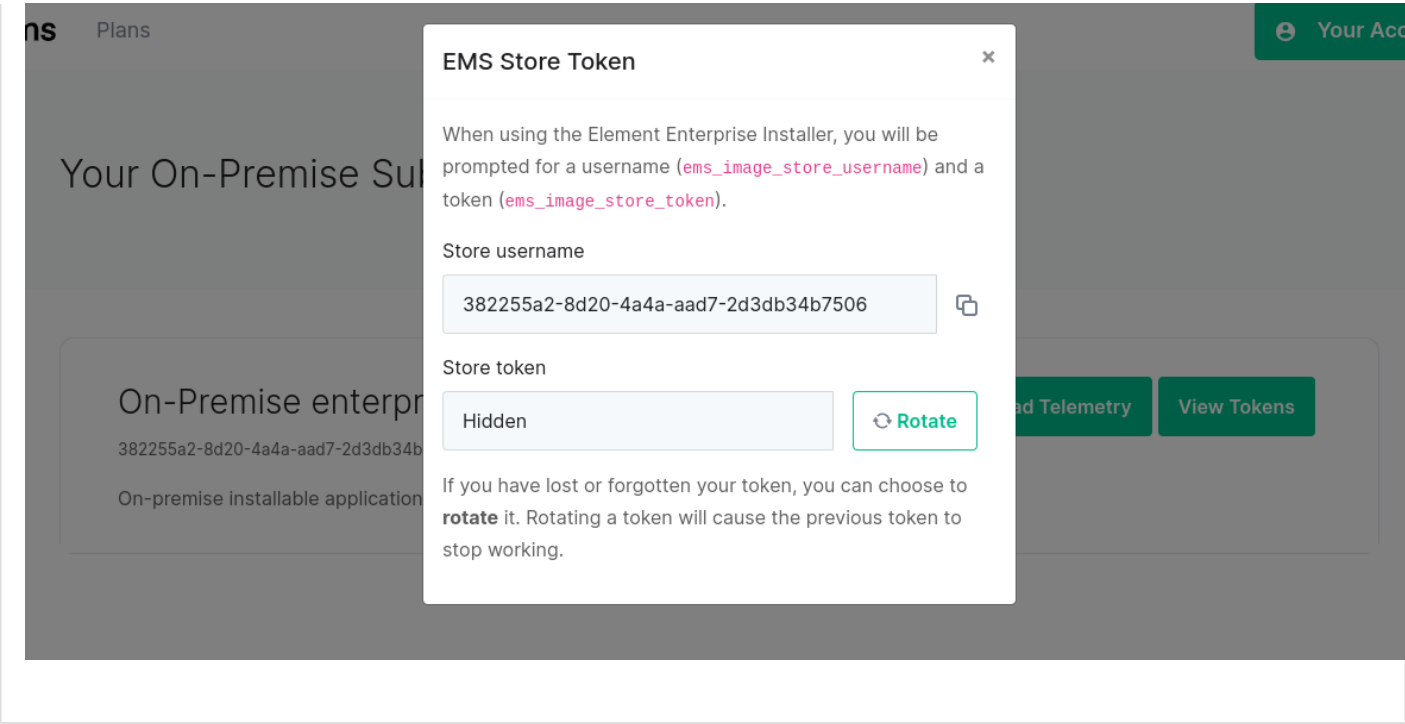 ms Plans
Your Acc
EMS Store Token
×
When using the Element Enterprise Installer, you will be
prompted for a username (ems_image_store_username) and a
token (ems_image_store_token).
Your On-Premise Su
Store username
382255a2-8d20-4a4a-aad7-2d3db34b7506
Store token
Hidden
Rotate
On-Premise enterpr
ad Telemetry
View Tokens
382255a2-8d20-4a4a-aad7-2d3db34b
On-premise installable application
If you have lost or forgotten your token, you can choose to
rotate it. Rotating a token will cause the previous token to
stop working.